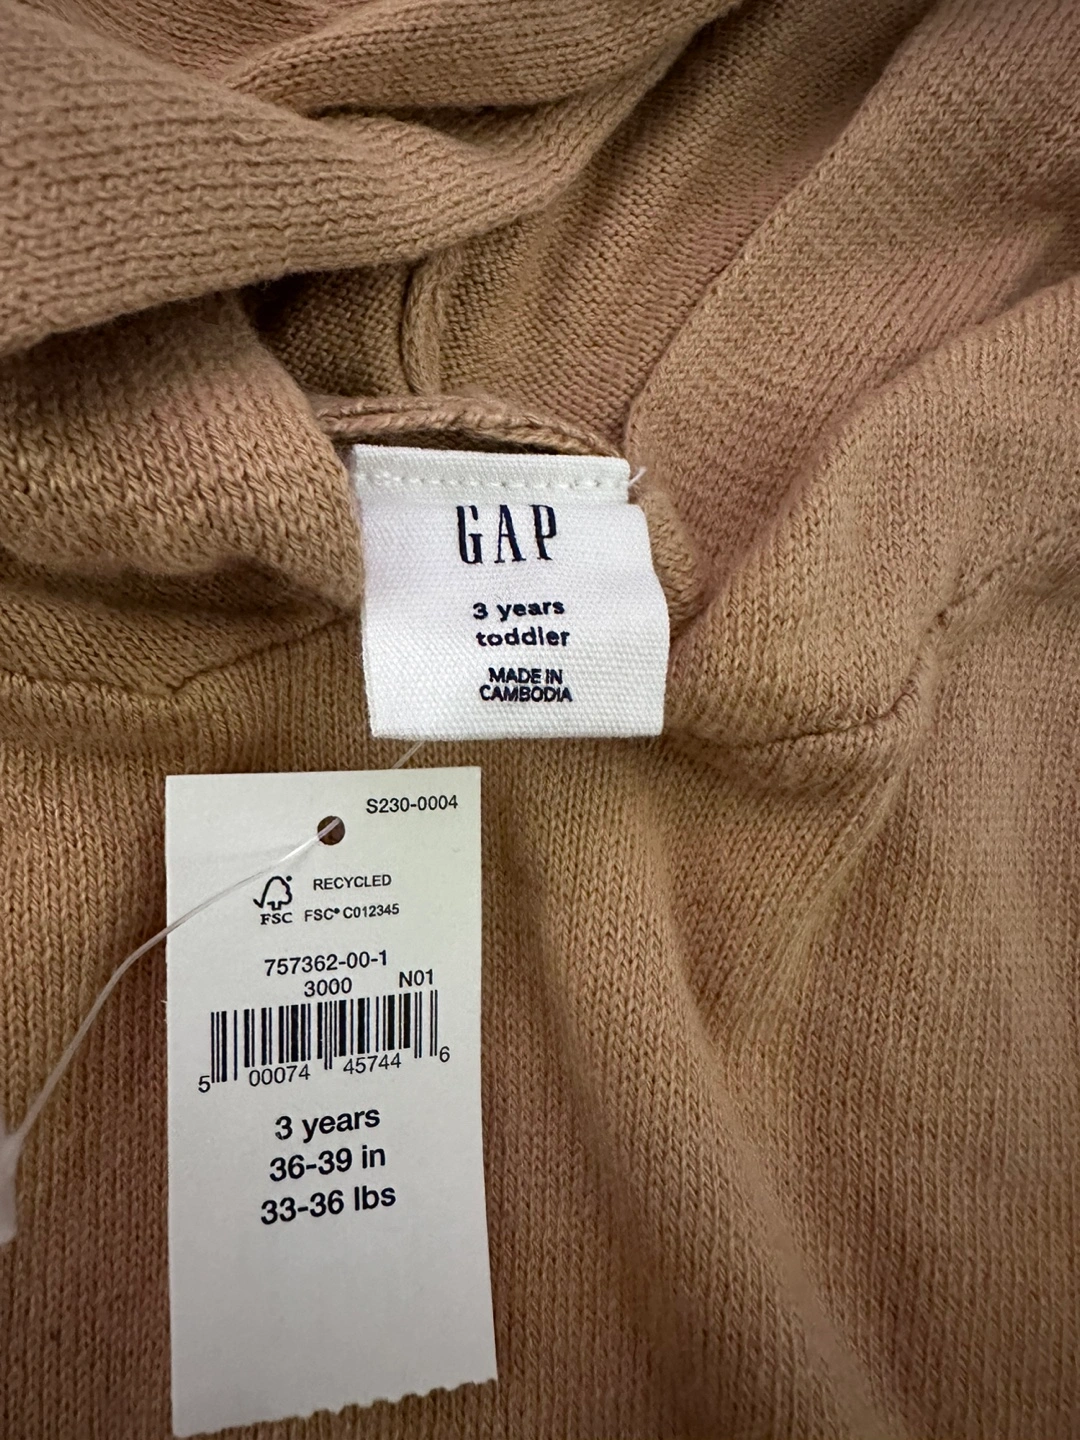 GAP
3 years
toddler
MADE IN
CAMBODIA
S230-0004
RECYCLED
FSC FSC® C012345
757362-00-1
3000 N01
5 00074 45744 6
3 years
36-39 in
33-36 lbs